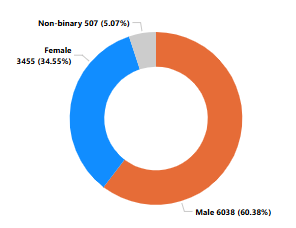 Non-binary 507 (5.07%)
Female
3455 (34.55%)
Male 6038 (60.38%)